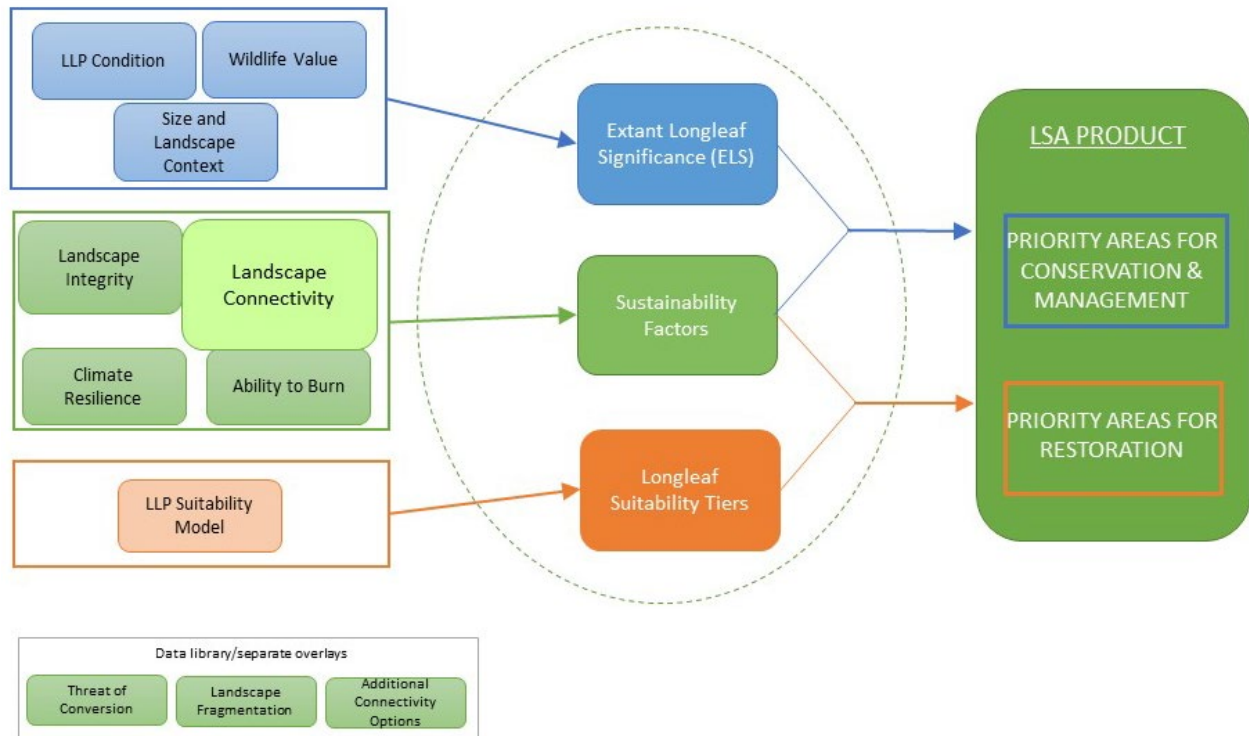 LLP Condition
Wildlife Value
Size and
Landscape
Context
Landscape
Integrity
Landscape
Connectivity
Climate
Resilience
Ability to Burn
LLP Suitability
Model
Extant Longleaf
Significance (ELS)
Sustainability
Factors
Longleaf
Suitability Tiers
LSA PRODUCT
PRIORITY AREAS FOR
CONSERVATION &
MANAGEMENT
PRIORITY AREAS FOR
RESTORATION
Data library/separate overlays
Threat of
Conversion
Landscape
Fragmentation
Additional
Connectivity
Options